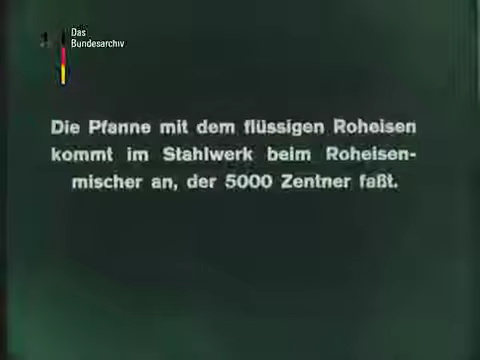 Das
Bundesarchiv
Die Pfanne mit dem flüssigen Roheisen
kommt im Stahlwerk beim Roheisen-
mischer an, der 5000 Zentner faßt.